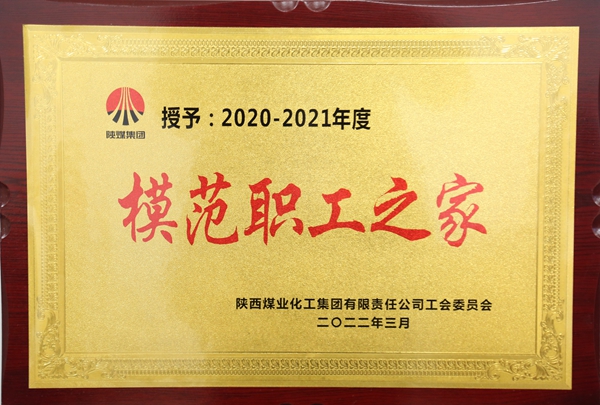 陕煤集团
授予：2020-2021年度
模范职工之家
陕西煤业化工集团有限责任公司工会委员会
二〇二二年三月